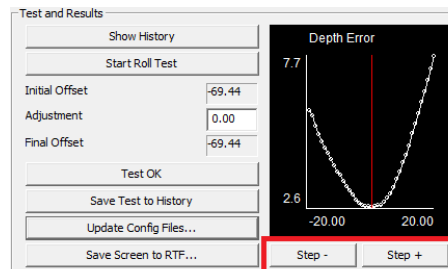 Test and Results
Show History
Start Roll Test
Initial Offset -69.44
Adjustment 0.00
Final Offset -69.44
Test OK
Save Test to History
Update Config Files...
Save Screen to RTF...
Depth Error
7.7
2.6
-20.00 20.00
Step - Step +